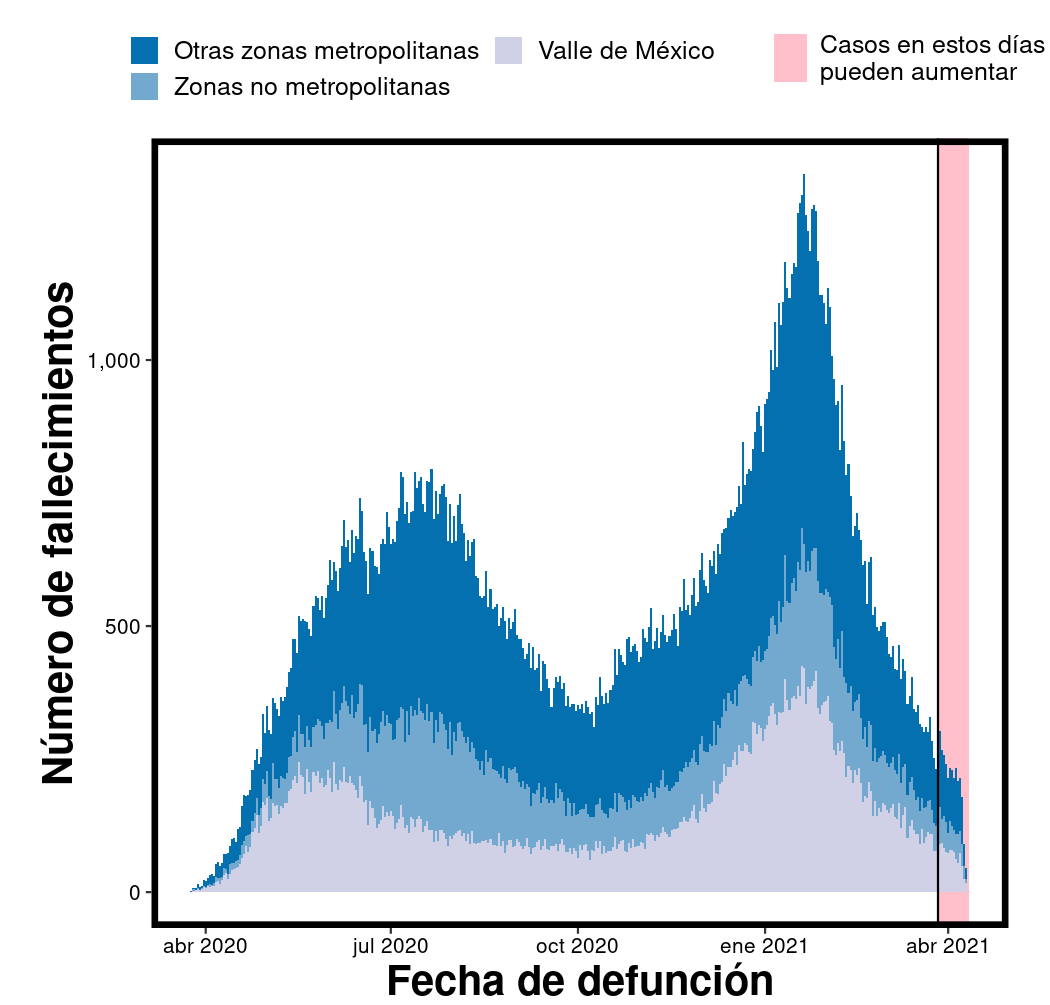 Otras zonas metropolitanas
Zonas no metropolitanas
Valle de México
Casos en estos días
pueden aumentar
Número de fallecimientos
1,000
500
0
abr 2020
jul 2020
oct 2020
ene 2021
abr 2021
Fecha de defunción